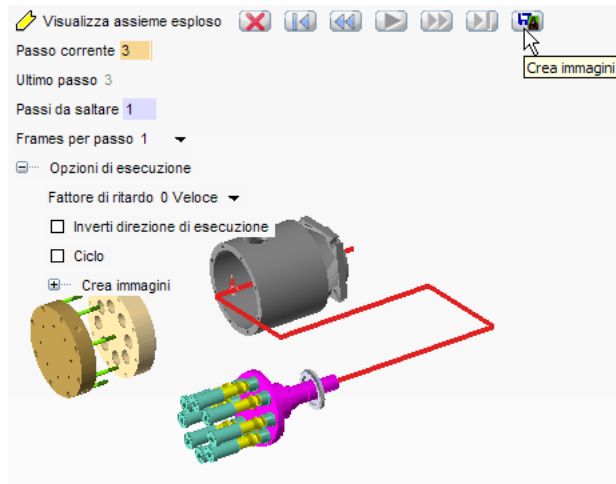 Visualizza assieme esploso
Crea immagini
Passo corrente 3
Ultimo passo 3
Passi da saltare 1
Frames per passo 1
Opzioni di esecuzione
Fattore di ritardo 0 Veloce
Inverti direzione di esecuzione
Ciclo
Crea immagini